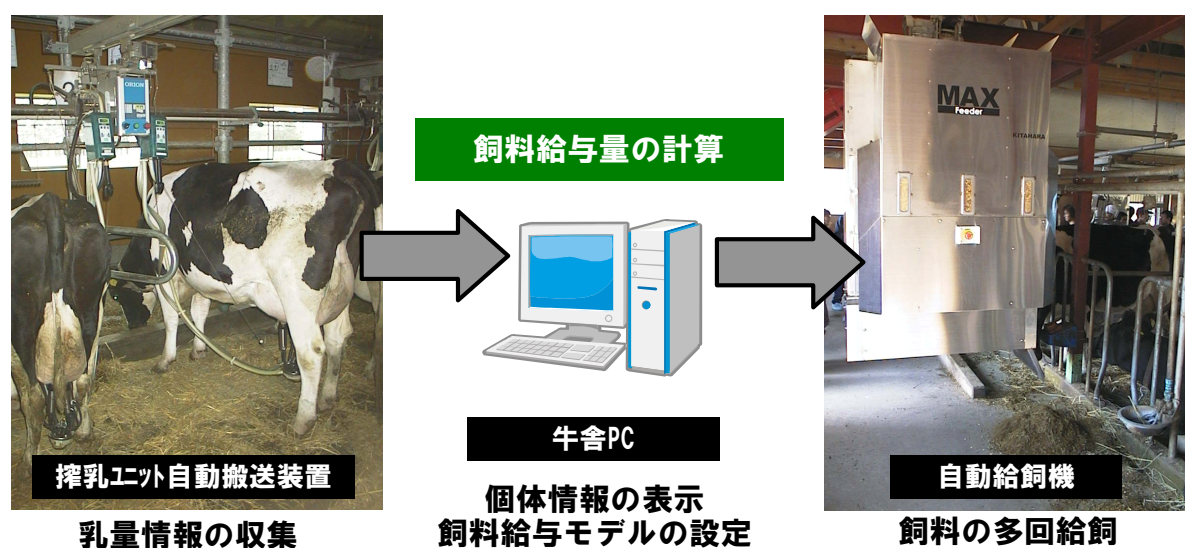 ORION
搾乳ﾕﾆｯﾄ自動搬送装置
乳量情報の収集
飼料給与量の計算
牛舎PC
個体情報の表示
飼料給与モデルの設定
MAX
Feeder
KITAHARA
自動給飼機
飼料の多回給飼